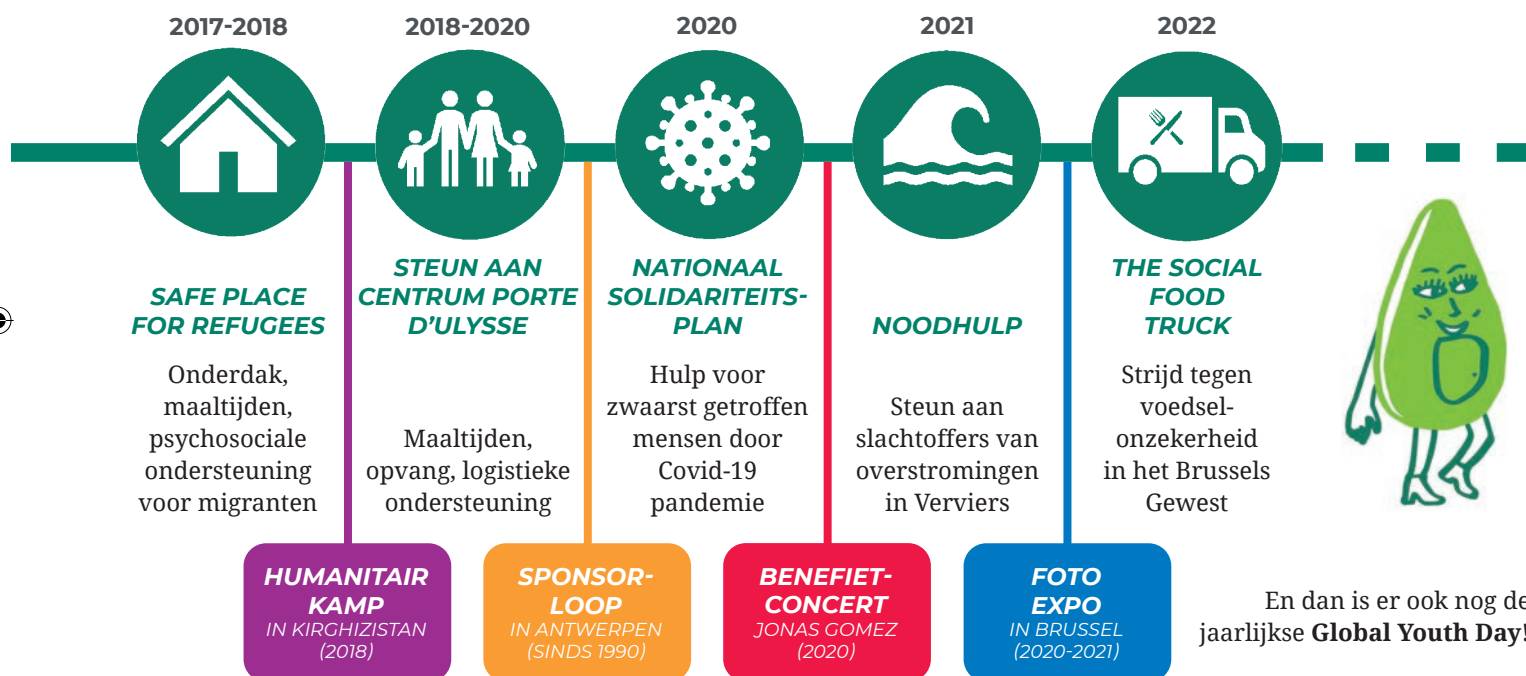 2017-2018
SAFE PLACE
FOR REFUGEES
Onderdak,
maaltijden,
psychosociale
ondersteuning
voor migranten
2018-2020
STEUN AAN
CENTRUM PORTE
D’ULYSSE
Maaltijden,
opvang, logistieke
ondersteuning
2020
NATIONAAL
SOLIDARITEITS-
PLAN
Hulp voor
zwaarst getroffen
mensen door
Covid-19
pandemie
2021
NOODHULP
Steun aan
slachtoffers van
overstromingen
in Verviers
2022
THE SOCIAL
FOOD
TRUCK
Strijd tegen
voedsel-
onzekerheid
in het Brussels
Gewest
HUMANITAIR
KAMP
IN KIRGHIZISTAN
(2018)
SPONSOR-
LOOP
IN ANTWERPEN
(SINDS 1990)
BENEFIET-
CONCERT
JONAS GOMEZ
(2020)
FOTO
EXPO
IN BRUSSEL
(2020-2021)
En dan is er ook nog de
jaarlijkse Global Youth Day!